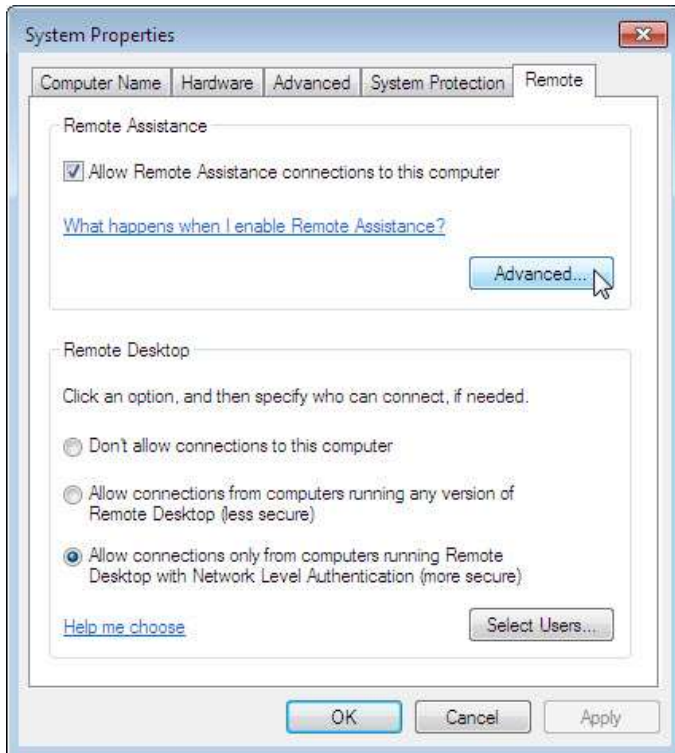 System Properties
Computer Name Hardware Advanced System Protection Remote
Remote Assistance
Allow Remote Assistance connections to this computer
What happens when I enable Remote Assistance?
Advanced...
Remote Desktop
Click an option, and then specify who can connect, if needed.
Don't allow connections to this computer
Allow connections from computers running any version of
Remote Desktop (less secure)
Allow connections only from computers running Remote
Desktop with Network Level Authentication (more secure)
Help me choose Select Users...
OK Cancel Apply